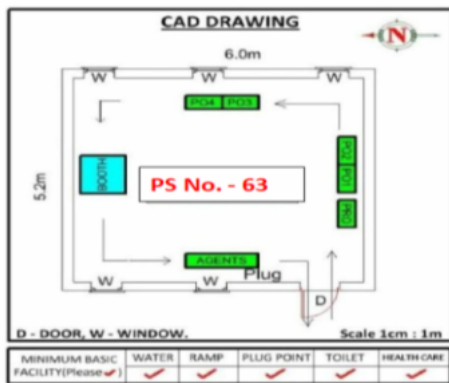 CAD DRAWING
N
6.0m
W W W
PO4 PO3
5.2m
BOOTH
PS No. - 63
PO2 PO1
PRO
AGENTS
Plug
W W
D
D - DOOR, W - WINDOW. Scale 1cm : 1m
MINIMUM BASIC FACILITY(Please✓) WATER RAMP PLUG POINT TOILET HEALTH CARE
✓ ✓ ✓ ✓ ✓